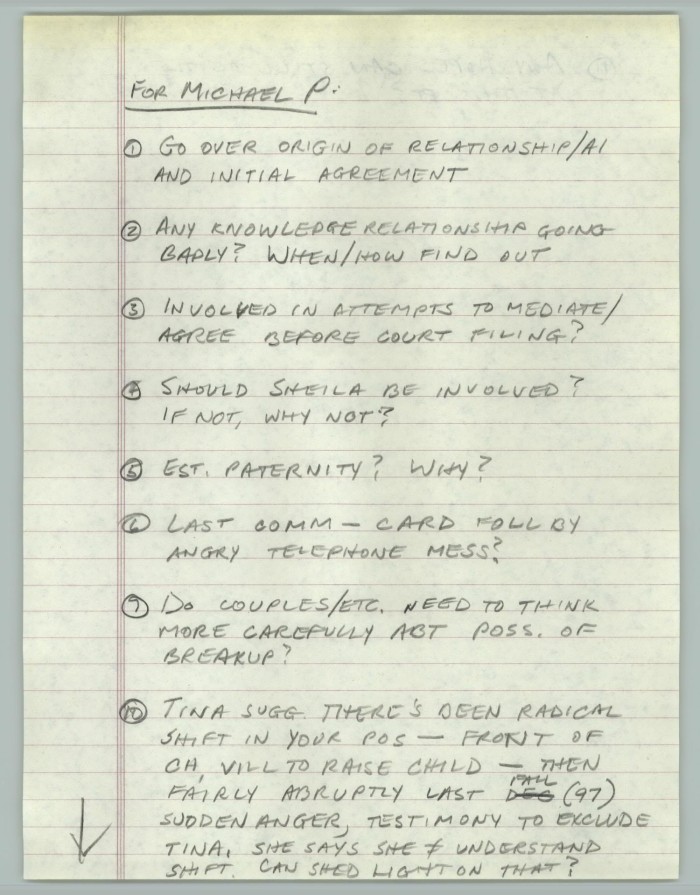 FOR MICHAEL P:
① GO OVER ORIGIN OF RELATIONSHIP/AI
AND INITIAL AGREEMENT
② ANY KNOWLEDGE RELATIONSHIP GOING
BADLY? WHEN/HOW FIND OUT
③ INVOLVED IN ATTEMPTS TO MEDIATE/
AGREE BEFORE COURT FILING?
④ SHOULD SHEILA BE INVOLVED?
IF NOT, WHY NOT?
⑤ EST. PATERNITY? WHY?
⑥ LAST COMM — CARD FOLL BY
ANGRY TELEPHONE MESS?
⑨ DO COUPLES/ETC. NEED TO THINK
MORE CAREFULLY ABT POSS. OF
BREAKUP?
⑩ TINA SUGG. THERE'S BEEN RADICAL
SHIFT IN YOUR POS — FRONT OF
CH, VILL TO RAISE CHILD — THEN
FAIRLY ABRUPTLY LAST FALL (97)
SUDDEN ANGER, TESTIMONY TO EXCLUDE
TINA. SHE SAYS SHE ≠ UNDERSTAND
SHIFT. CAN SHED LIGHT ON THAT?